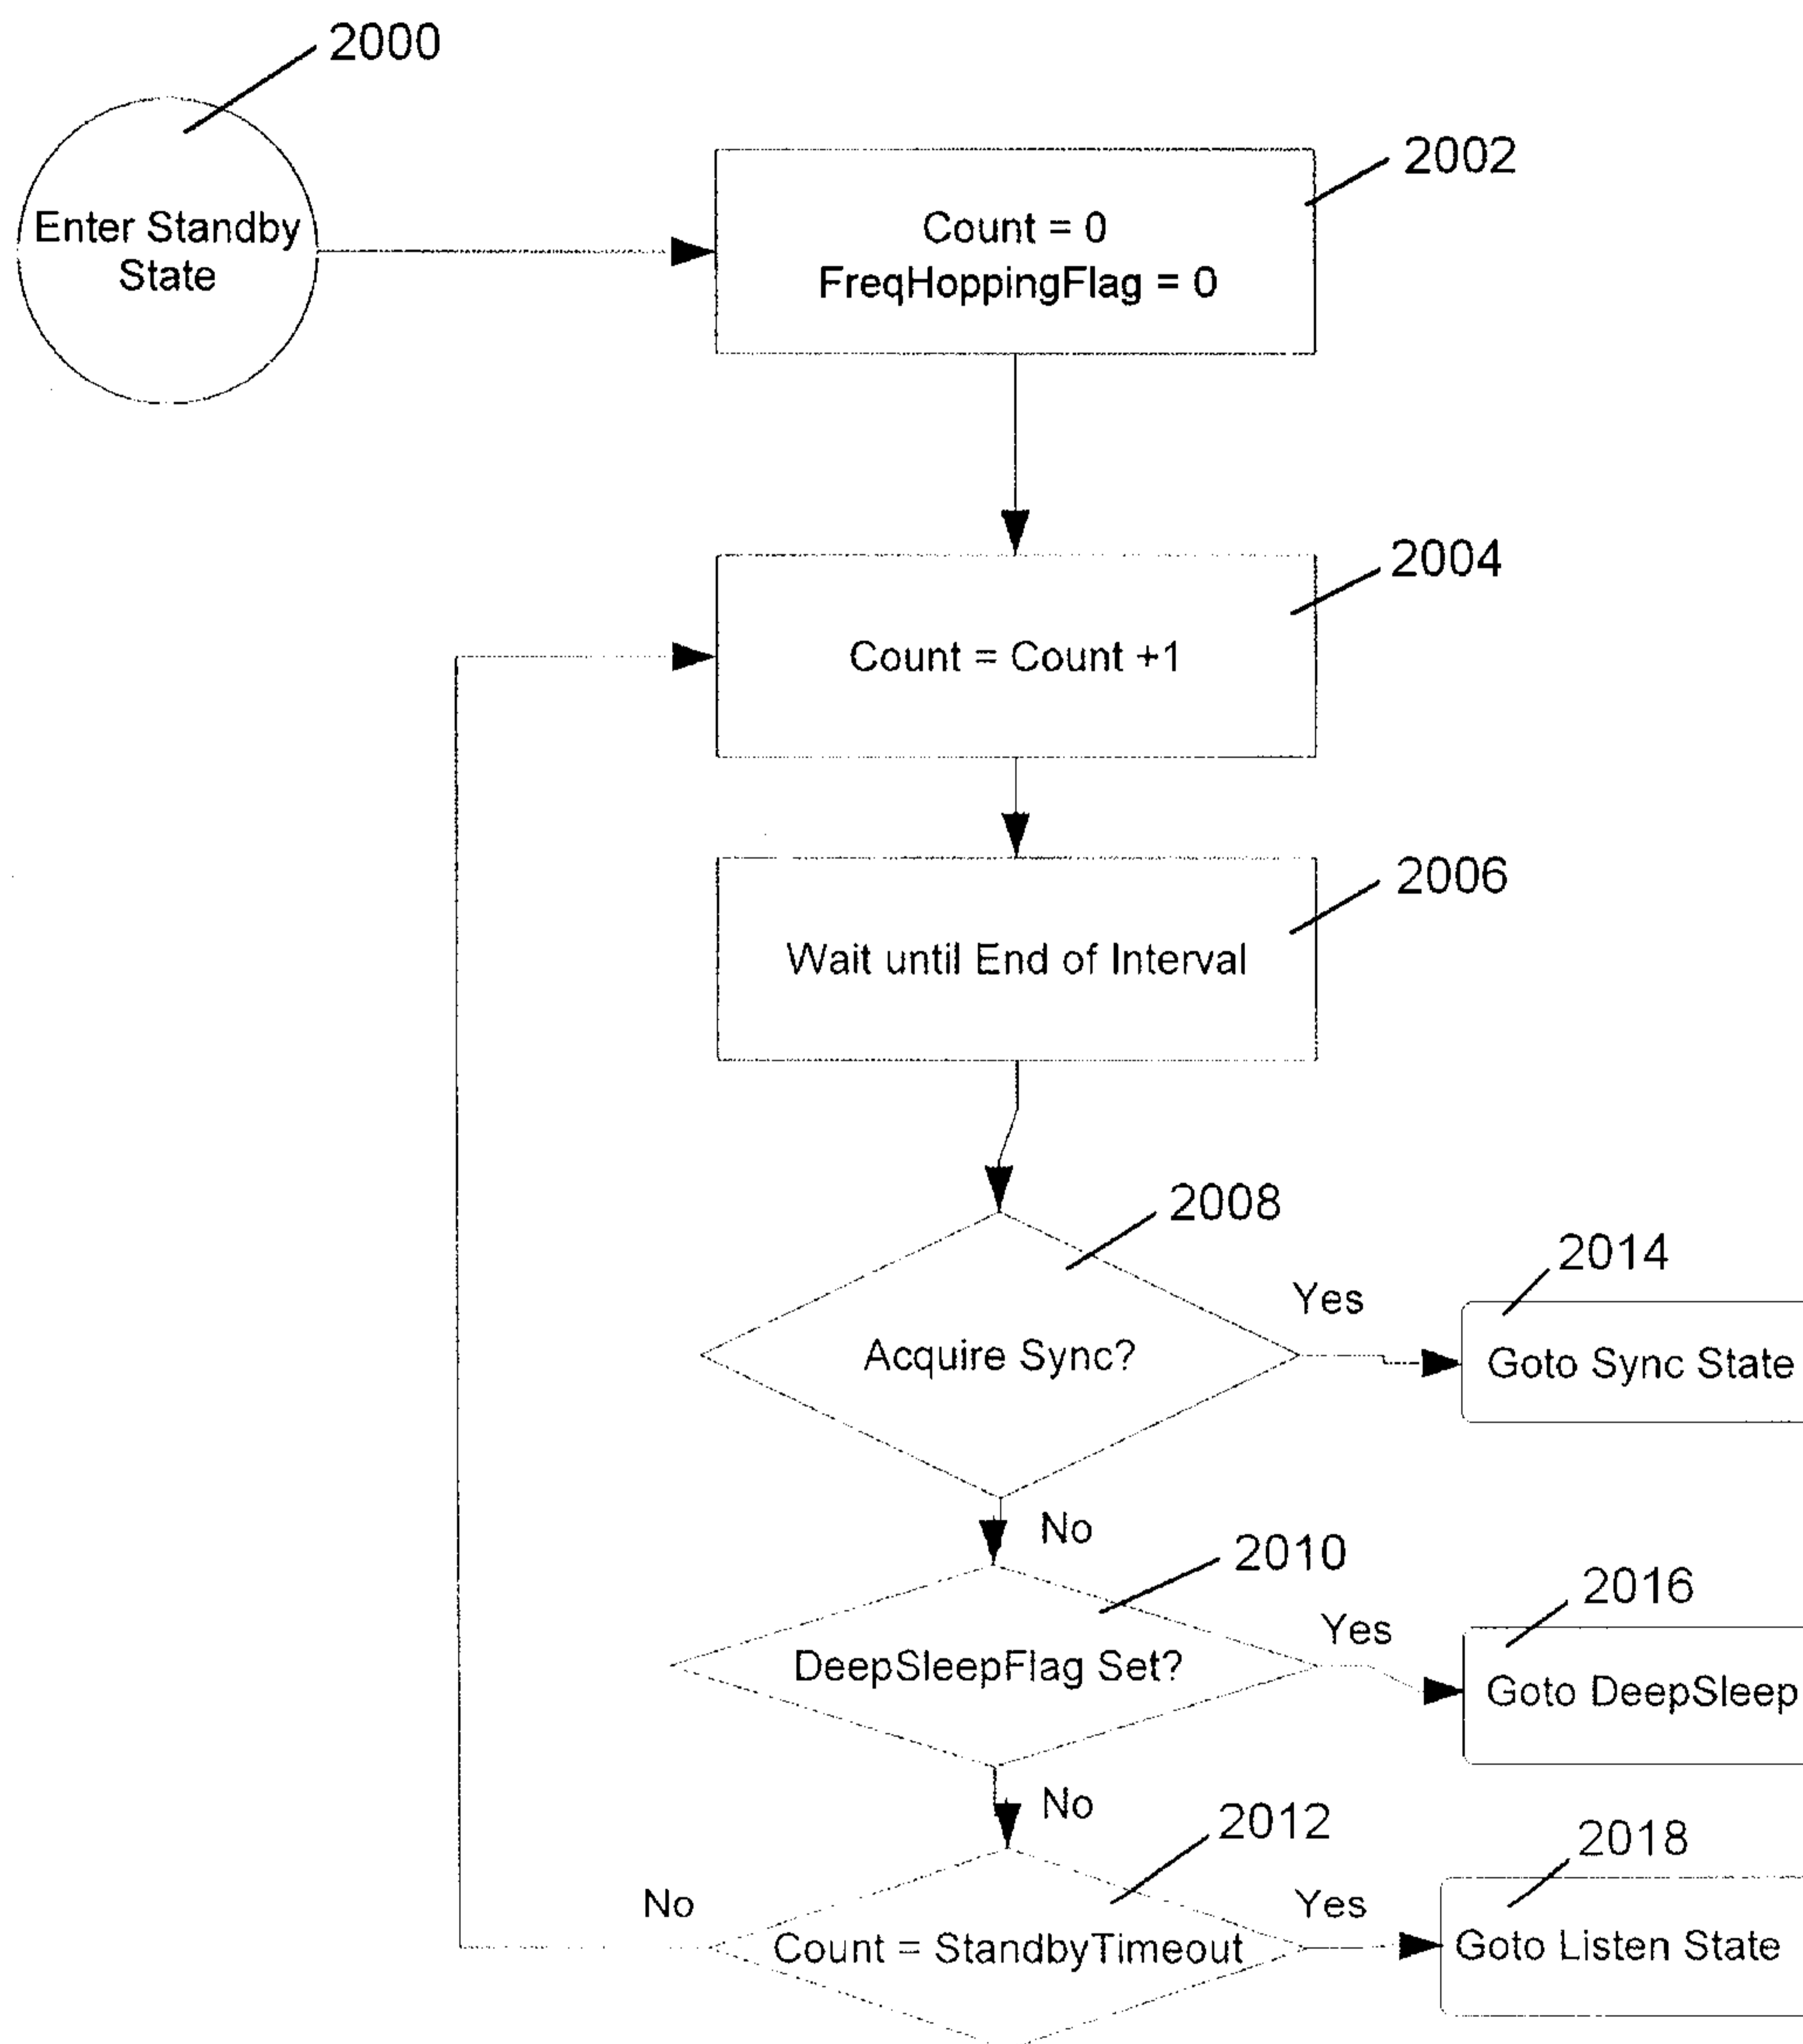 2000
Enter Standby
State
2002
Count = 0
FreqHoppingFlag = 0
2004
Count = Count +1
2006
Wait until End of Interval
2008
Acquire Sync?
Yes
2014
Goto Sync State
No
2010
DeepSleepFlag Set?
Yes
2016
Goto DeepSleep
No
2012
Count = StandbyTimeout
No
Yes
2018
Goto Listen State